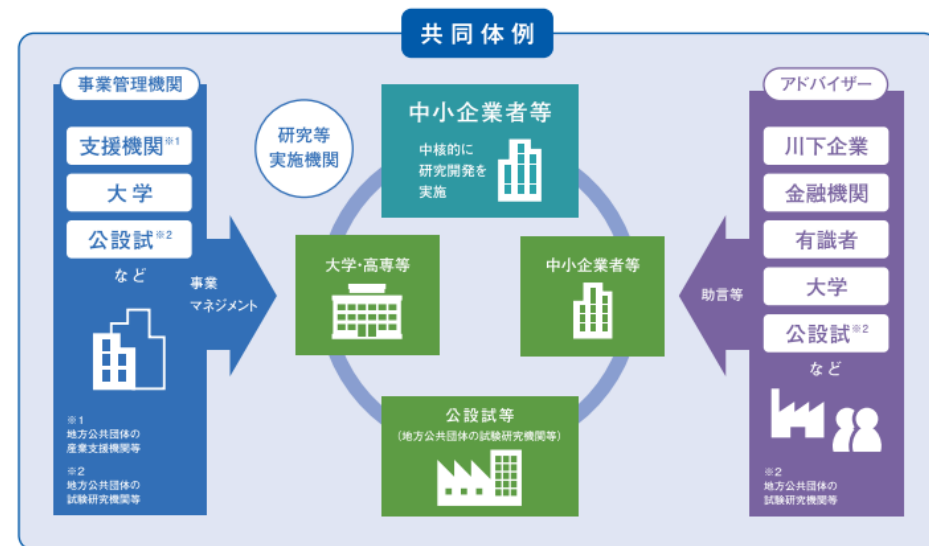 共同体例
事業管理機関
支援機関※1
大学
公設試※2
など
事業
マネジメント
※1
地方公共団体の
産業支援機関等
※2
地方公共団体の
試験研究機関等
研究等
実施機関
中小企業者等
中核的に
研究開発を
実施
大学・高専等
中小企業者等
公設試等
(地方公共団体の試験研究機関等)
アドバイザー
川下企業
金融機関
有識者
大学
公設試※2
など
助言等
※2
地方公共団体の
試験研究機関等